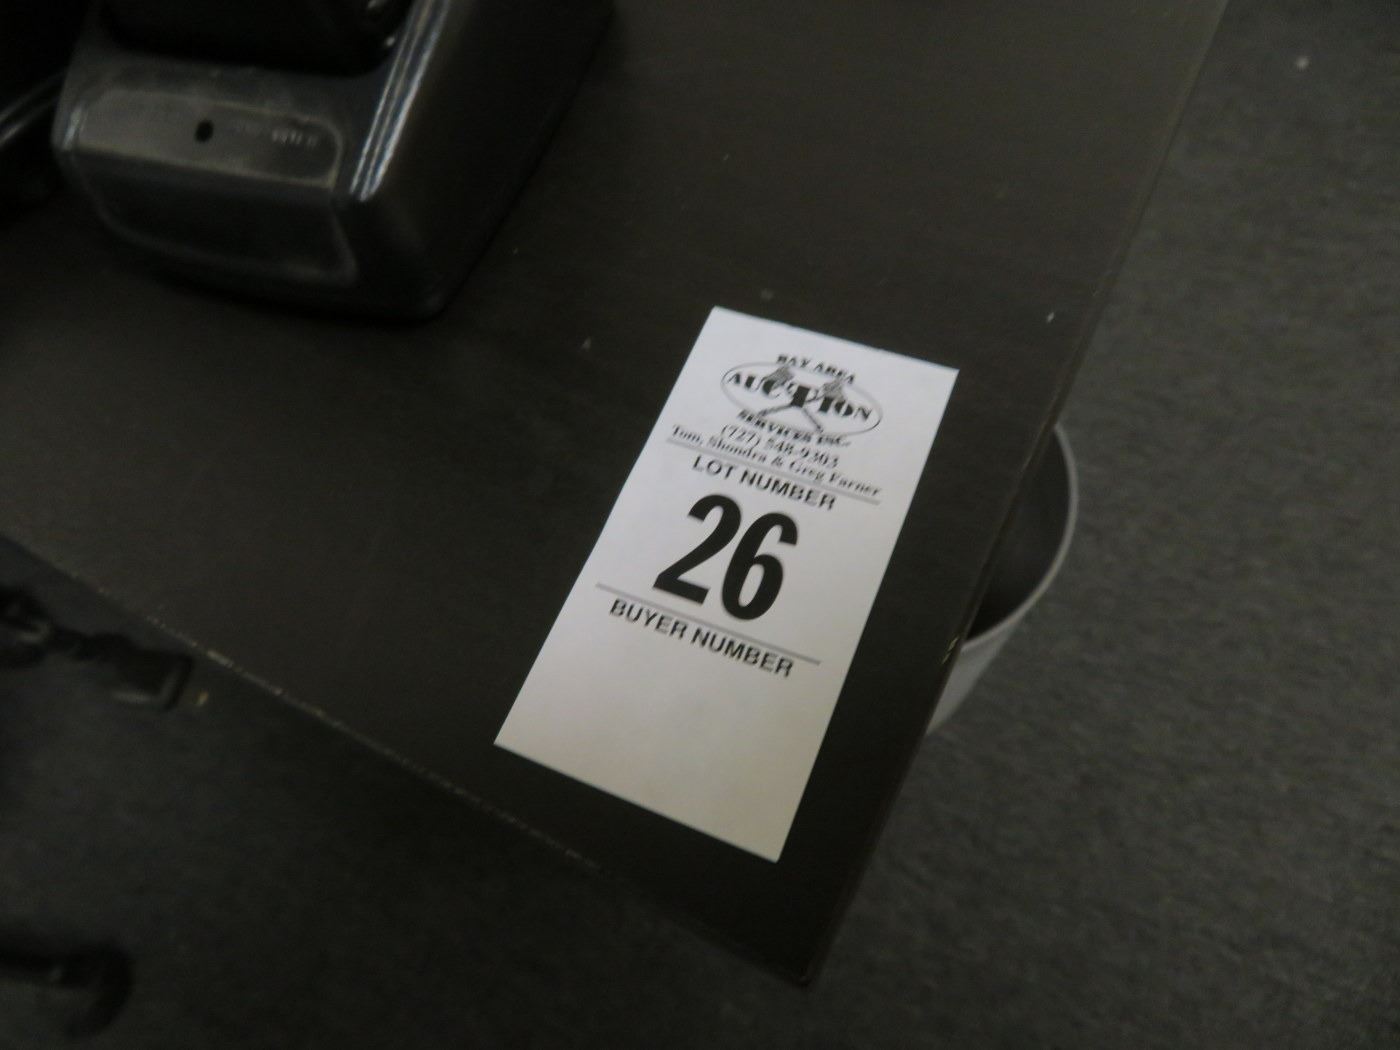 BAY AREA
AUCTION
SERVICES INC.
(727) 548-9303
Tom, Shondra & Greg Farner
LOT NUMBER
26
BUYER NUMBER